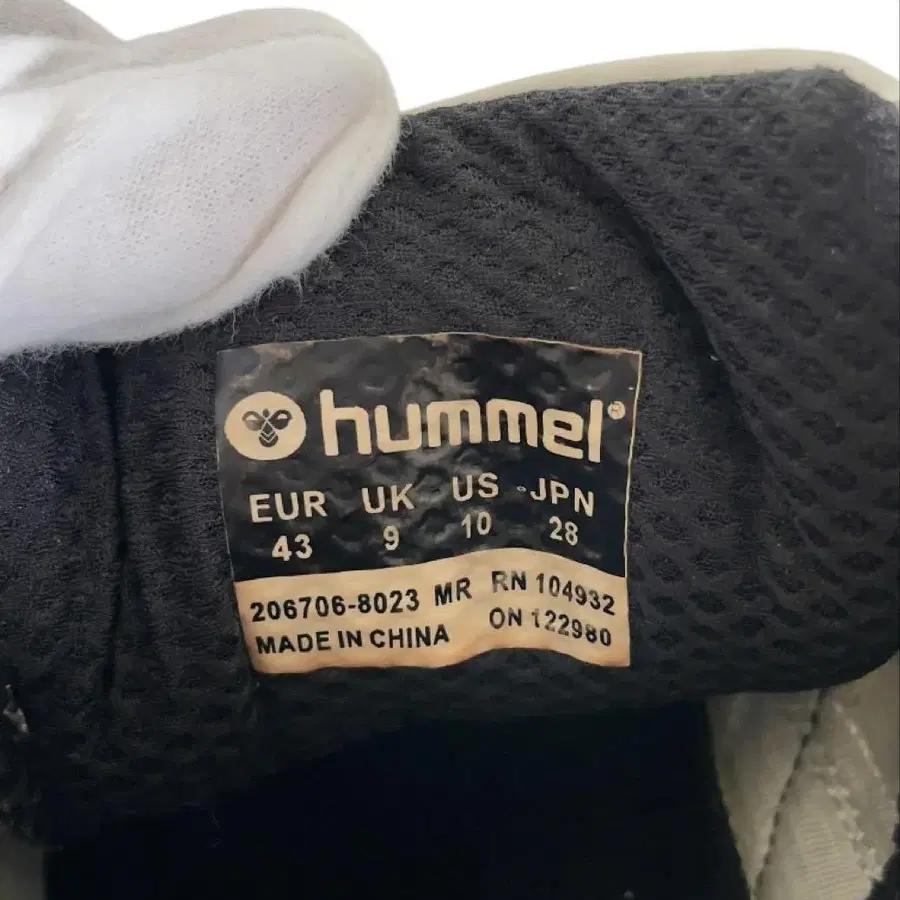 hummel®
EUR UK US JPN
43 9 10 28
206706-8023 MR RN 104932
MADE IN CHINA ON 122980